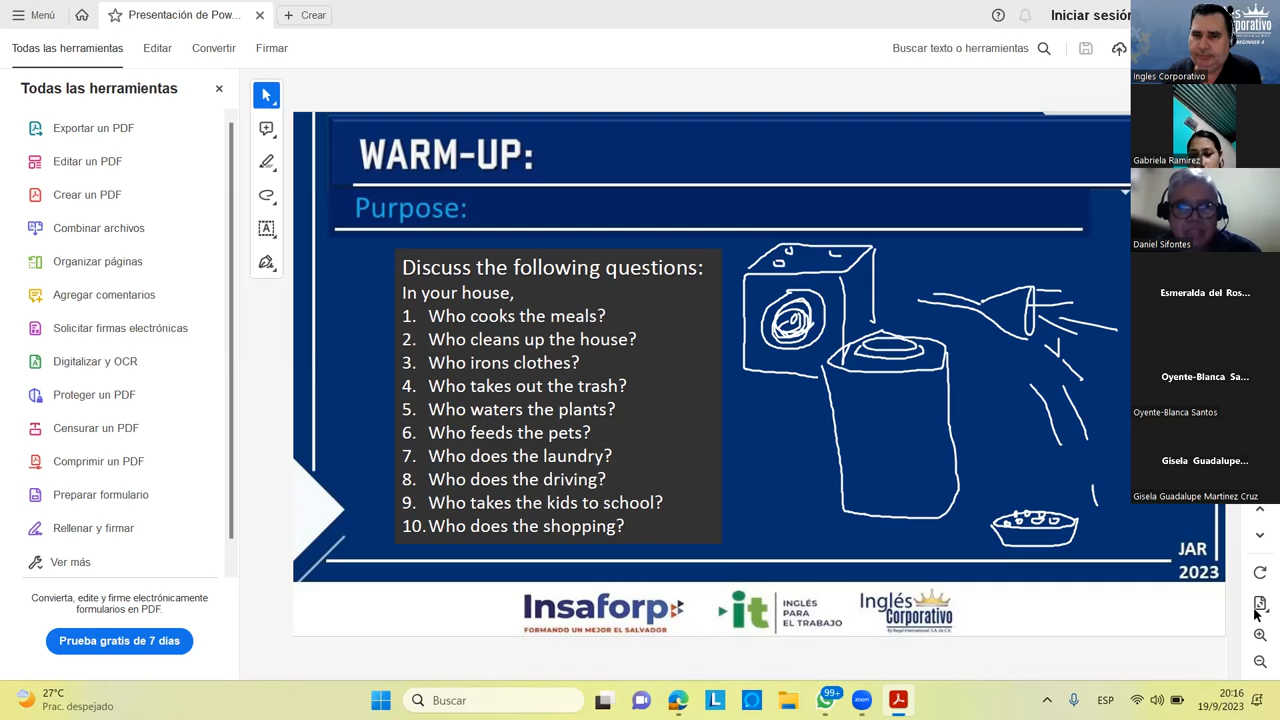 Menú
Presentación de Pow...
Crear
Iniciar sesión
Todas las herramientas
Editar
Convertir
Firmar
Buscar texto o herramientas
Todas las herramientas
Exportar un PDF
Editar un PDF
Crear un PDF
Combinar archivos
Organizar páginas
Agregar comentarios
Solicitar firmas electrónicas
Digitalizar y OCR
Proteger un PDF
Censurar un PDF
Comprimir un PDF
Preparar formulario
Rellenar y firmar
Ver más
Convierta, edite y firme electrónicamente
formularios en PDF.
Prueba gratis de 7 días
WARM-UP:
Purpose:
Discuss the following questions:
In your house,
1. Who cooks the meals?
2. Who cleans up the house?
3. Who irons clothes?
4. Who takes out the trash?
5. Who waters the plants?
6. Who feeds the pets?
7. Who does the laundry?
8. Who does the driving?
9. Who takes the kids to school?
10. Who does the shopping?
JAR
2023
Insaforp
FORMANDO UN MEJOR EL SALVADOR
it
INGLÉS
PARA
EL TRABAJO
Inglés
Corporativo
By Regal International, S.A. de C.V.
BEGINNER 4
Ingles Corporativo
Gabriela Ramirez
Daniel Sifontes
Esmeralda del Ros...
Oyente-Blanca Sa...
Oyente-Blanca Santos
Gisela Guadalupe...
Gisela Guadalupe Martinez Cruz
27°C
Prac. despejado
Buscar
99+
zoom
ESP
20:16
19/9/2023